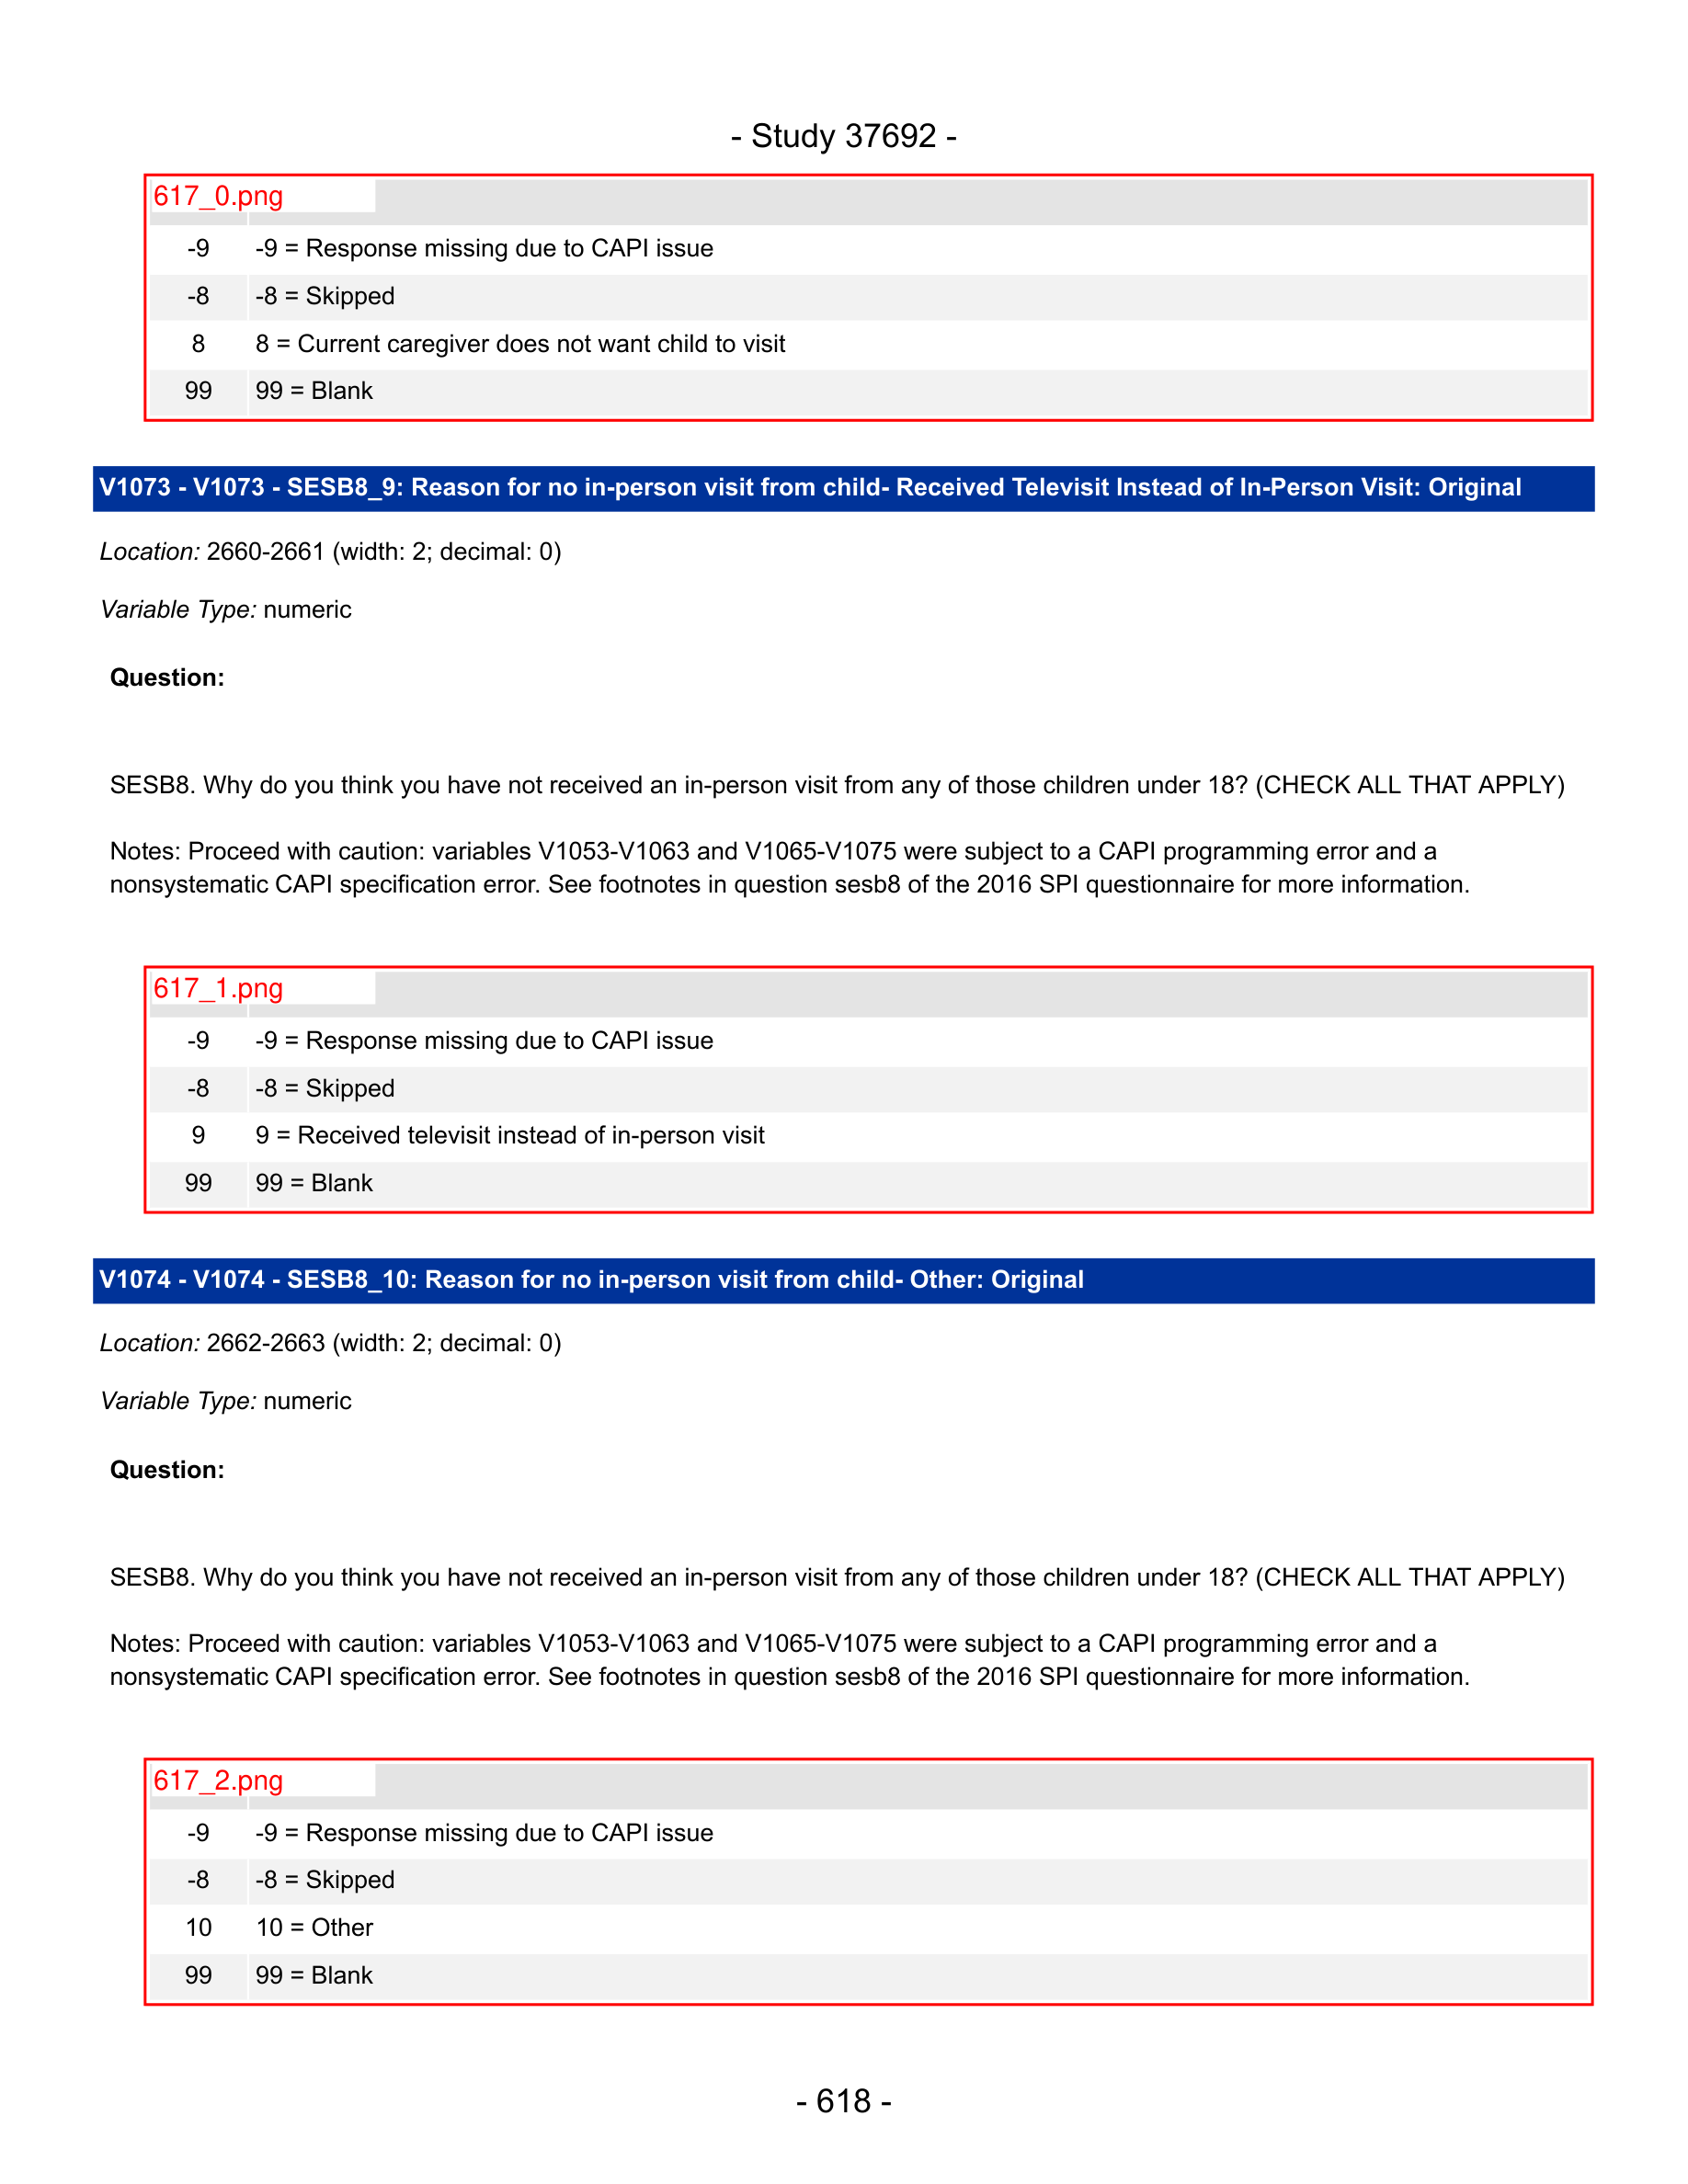 - Study 37692 -
617_0.png
-9 -9 = Response missing due to CAPI issue
-8 -8 = Skipped
8 8 = Current caregiver does not want child to visit
99 99 = Blank
V1073 - V1073 - SESB8_9: Reason for no in-person visit from child- Received Televisit Instead of In-Person Visit: Original
Location: 2660-2661 (width: 2; decimal: 0)
Variable Type: numeric
Question:
SESB8. Why do you think you have not received an in-person visit from any of those children under 18? (CHECK ALL THAT APPLY)
Notes: Proceed with caution: variables V1053-V1063 and V1065-V1075 were subject to a CAPI programming error and a
nonsystematic CAPI specification error. See footnotes in question sesb8 of the 2016 SPI questionnaire for more information.
617_1.png
-9 -9 = Response missing due to CAPI issue
-8 -8 = Skipped
9 9 = Received televisit instead of in-person visit
99 99 = Blank
V1074 - V1074 - SESB8_10: Reason for no in-person visit from child- Other: Original
Location: 2662-2663 (width: 2; decimal: 0)
Variable Type: numeric
Question:
SESB8. Why do you think you have not received an in-person visit from any of those children under 18? (CHECK ALL THAT APPLY)
Notes: Proceed with caution: variables V1053-V1063 and V1065-V1075 were subject to a CAPI programming error and a
nonsystematic CAPI specification error. See footnotes in question sesb8 of the 2016 SPI questionnaire for more information.
617_2.png
-9 -9 = Response missing due to CAPI issue
-8 -8 = Skipped
10 10 = Other
99 99 = Blank
- 618 -